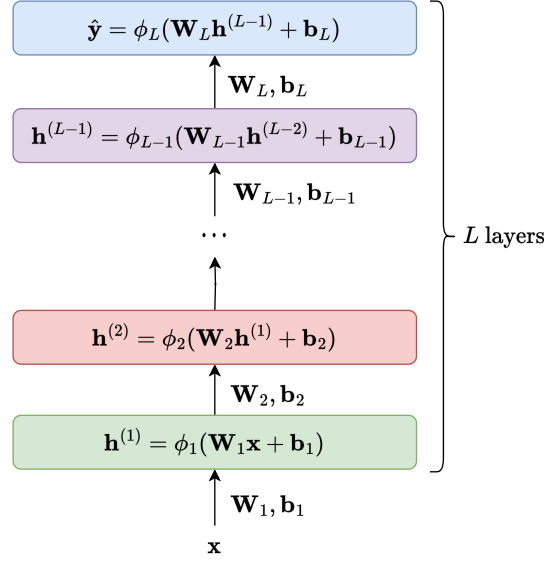 ŷ = ϕ_L(W_L h^(L−1) + b_L)
W_L, b_L
h^(L−1) = ϕ_{L−1}(W_{L−1} h^(L−2) + b_{L−1})
W_{L−1}, b_{L−1}
⋯
L layers
h^(2) = ϕ_2(W_2 h^(1) + b_2)
W_2, b_2
h^(1) = ϕ_1(W_1 x + b_1)
W_1, b_1
x